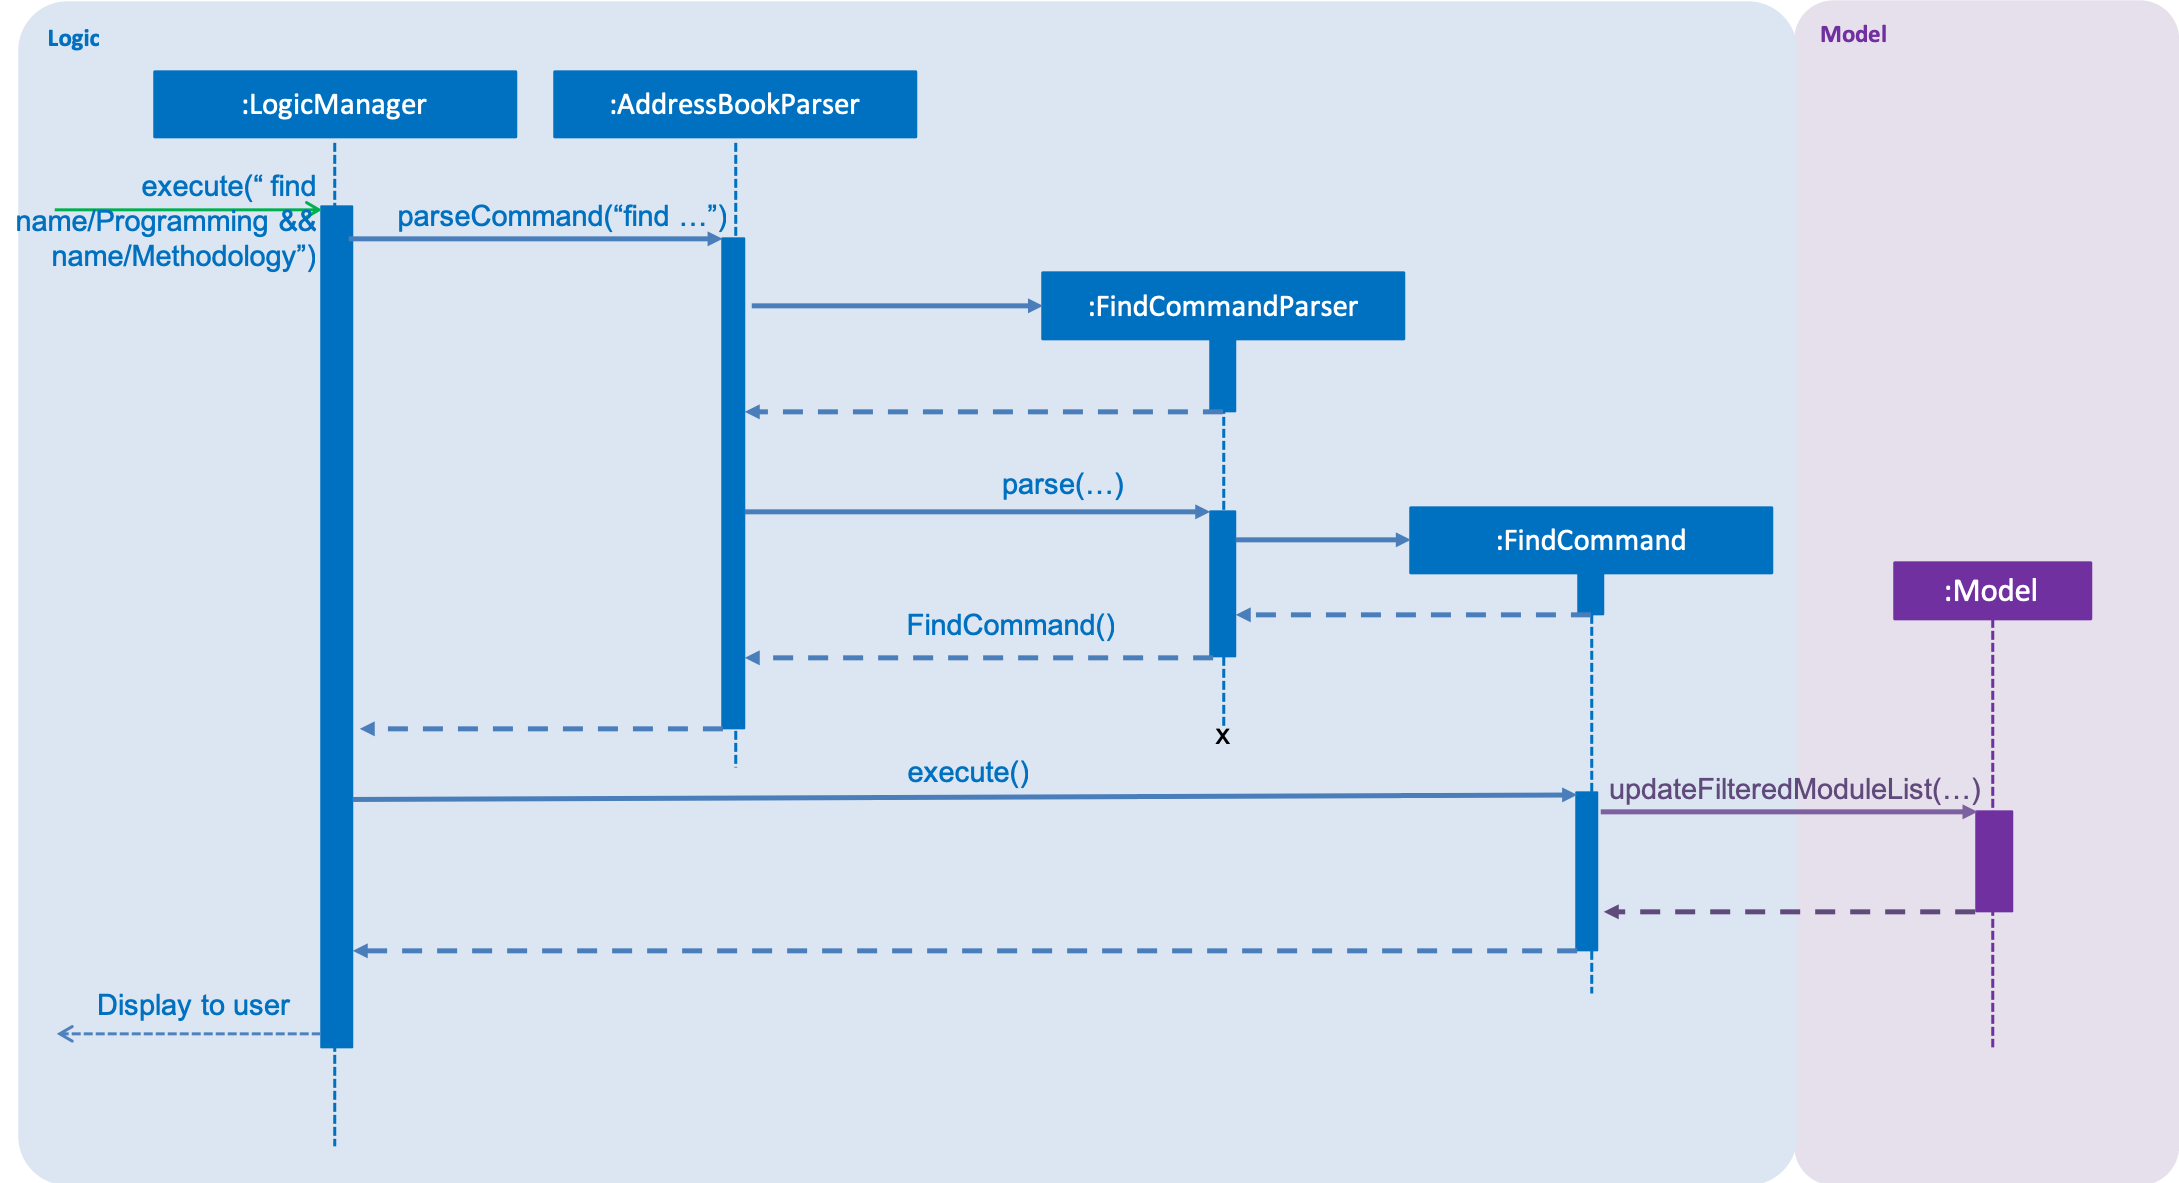 Logic
Model
:LogicManager
:AddressBookParser
execute(“ find
name/Programming &&
name/Methodology”)
parseCommand(“find …”)
:FindCommandParser
parse(…)
:FindCommand
:Model
FindCommand()
x
execute()
updateFilteredModuleList(…)
Display to user